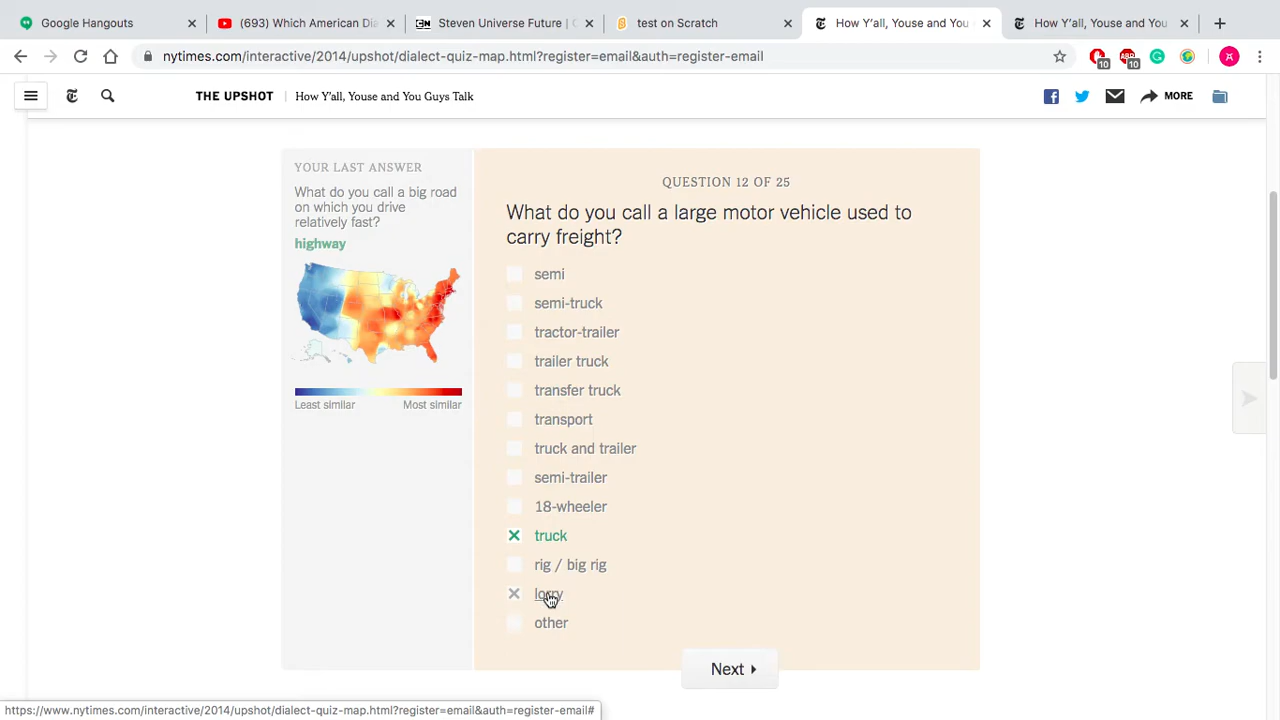 Google Hangouts
(693) Which American Dia
Steven Universe Future | C
test on Scratch
How Y'all, Youse and You
How Y'all, Youse and You
nytimes.com/interactive/2014/upshot/dialect-quiz-map.html?register=email&auth=register-email
10
10
THE UPSHOT | How Y'all, Youse and You Guys Talk
MORE
YOUR LAST ANSWER
What do you call a big road
on which you drive
relatively fast?
highway
Least similar Most similar
QUESTION 12 OF 25
What do you call a large motor vehicle used to
carry freight?
semi
semi-truck
tractor-trailer
trailer truck
transfer truck
transport
truck and trailer
semi-trailer
18-wheeler
truck
rig / big rig
lorry
other
Next
https://www.nytimes.com/interactive/2014/upshot/dialect-quiz-map.html?register=email&auth=register-email#